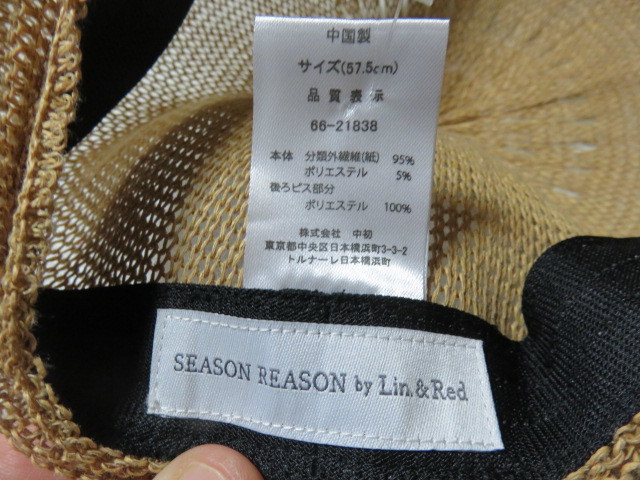 中国製
サイズ(57.5cm)
品質表示
66-21838
本体 分類外繊維(紙) 95%
ポリエステル 5%
後ろピス部分
ポリエステル 100%
株式会社 中初
東京都中央区日本橋浜町3-3-2
トルナーレ日本橋浜町
SEASON REASON by Lin.&Red